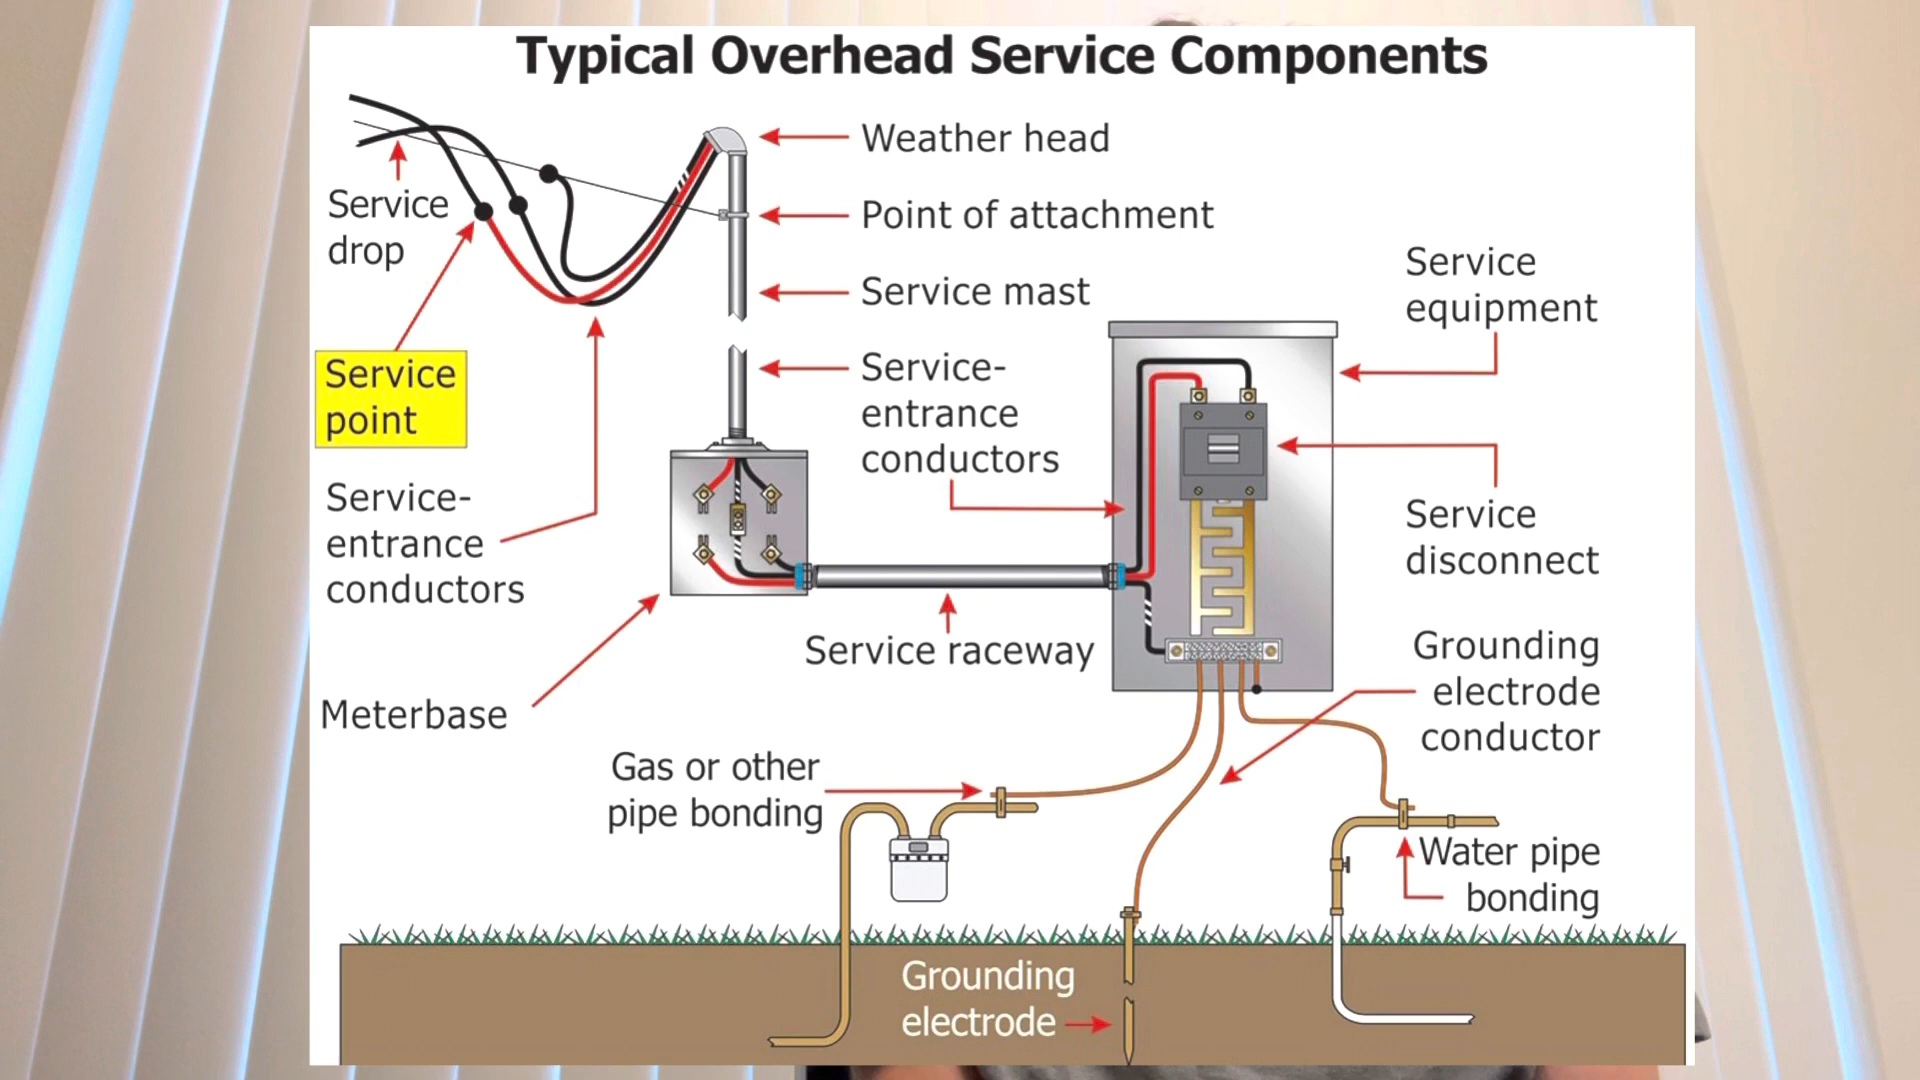 Typical Overhead Service Components
Weather head
Service
drop
Point of attachment
Service mast
Service
equipment
Service
point
Service-
entrance
conductors
Service-
entrance
conductors
Service
disconnect
Service raceway
Meterbase
Grounding
electrode
conductor
Gas or other
pipe bonding
Water pipe
bonding
Grounding
electrode